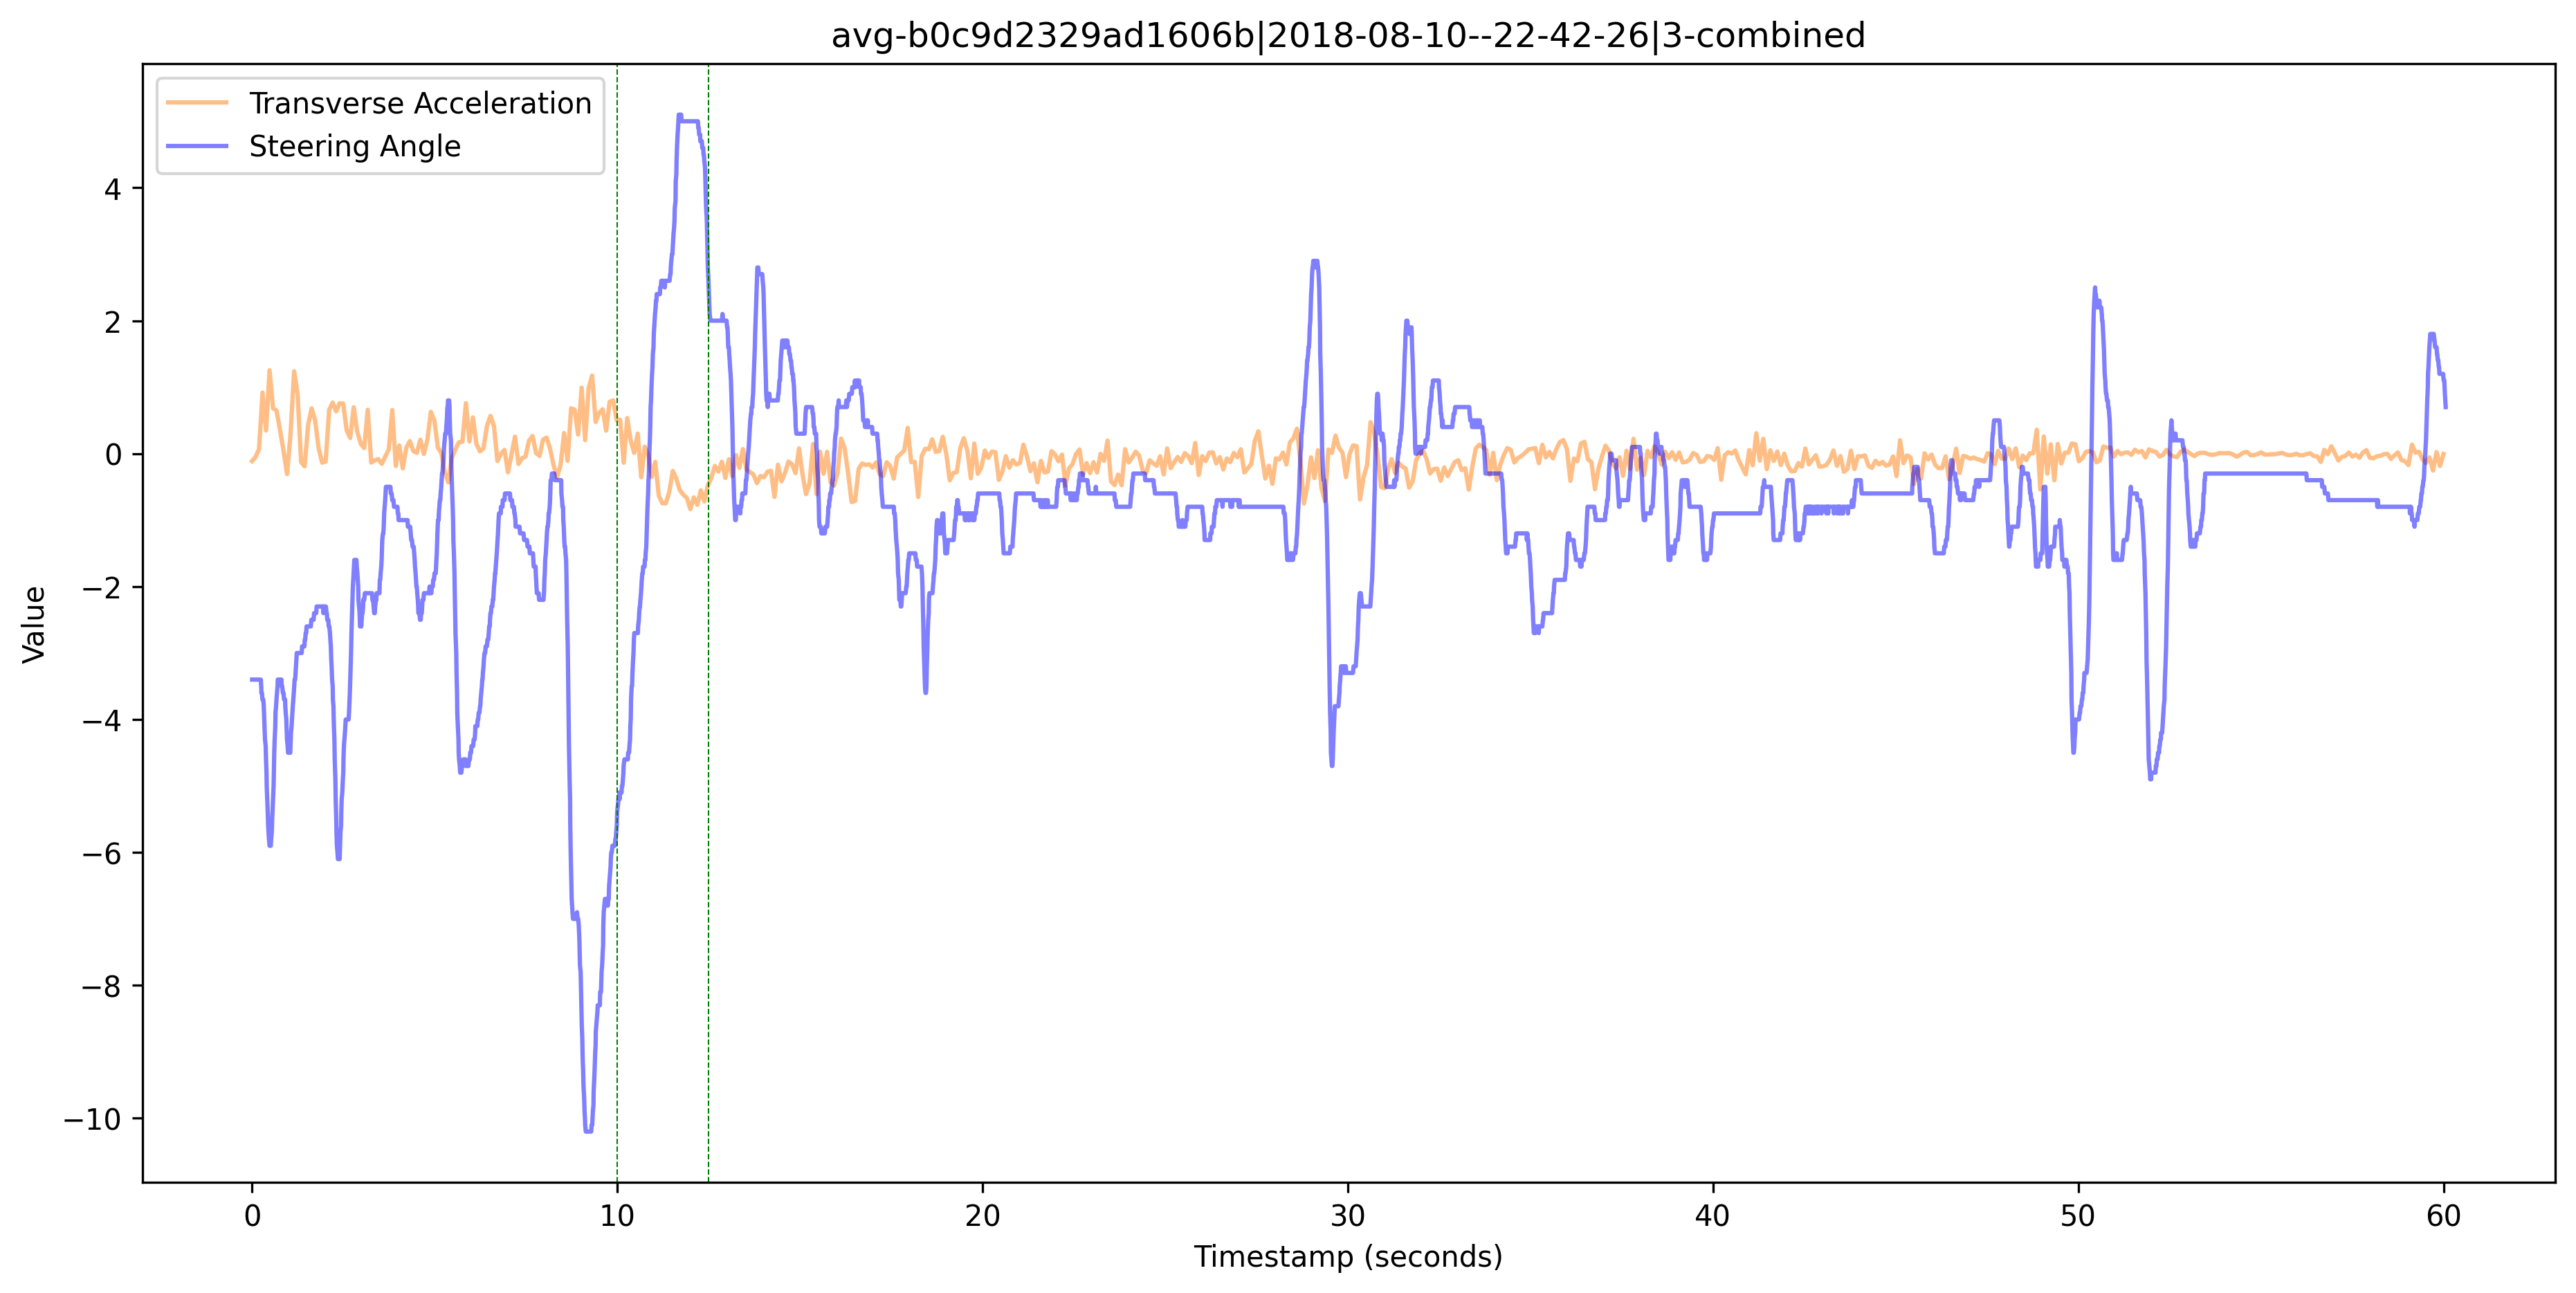 avg-b0c9d2329ad1606b|2018-08-10--22-42-26|3-combined
Transverse Acceleration
Steering Angle
Value
4
2
0
−2
−4
−6
−8
−10
0 10 20 30 40 50 60
Timestamp (seconds)